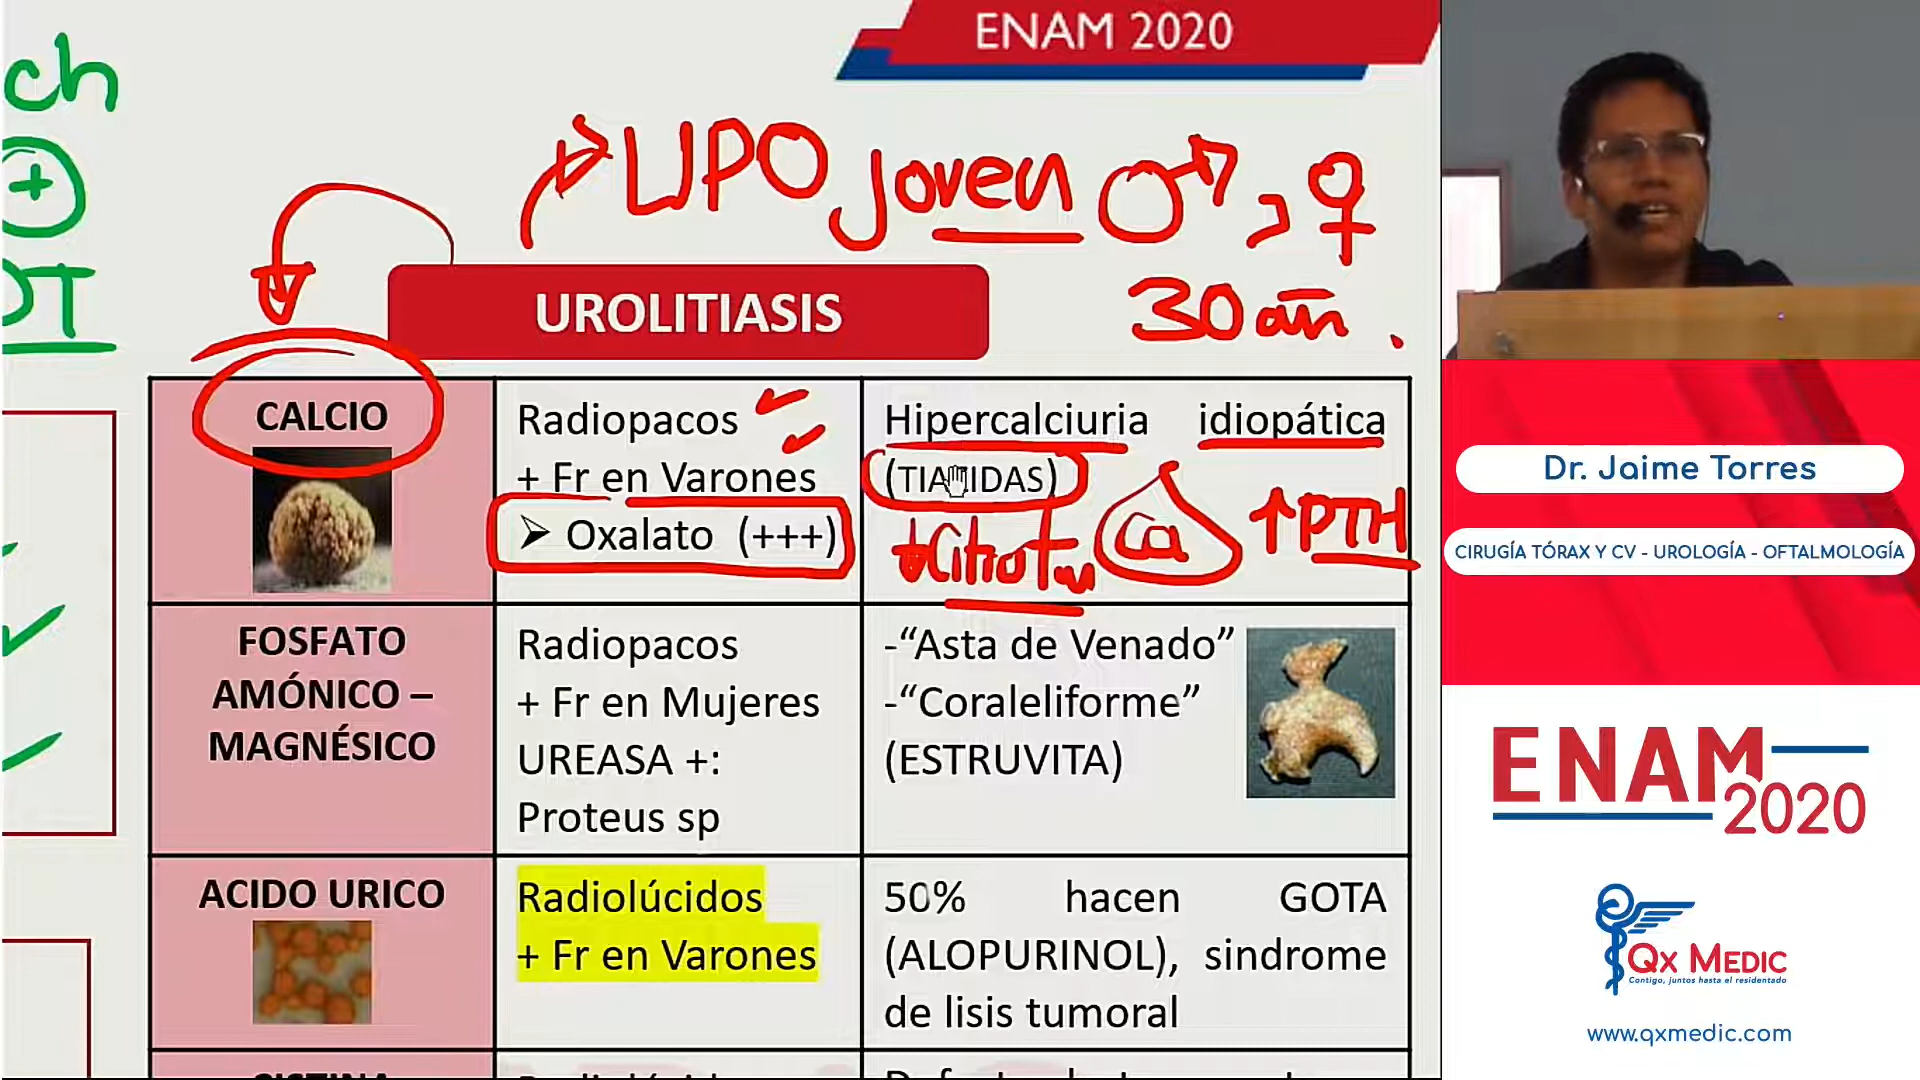 ENAM 2020
ch
+
LIPO joven ♂, ♀
30 añ.
UROLITIASIS
CALCIO
Radiopacos
+ Fr en Varones
➤ Oxalato (+++)
Hipercalciuria idiopática
Ca
↑PTH
FOSFATO
AMÓNICO –
MAGNÉSICO
Radiopacos
+ Fr en Mujeres
UREASA +:
Proteus sp
-“Asta de Venado”
-“Coraleliforme”
(ESTRUVITA)
ACIDO URICO
Radiolúcidos
+ Fr en Varones
50% hacen GOTA
(ALOPURINOL), sindrome
de lisis tumoral
Dr. Jaime Torres
CIRUGÍA TÓRAX Y CV - UROLOGÍA - OFTALMOLOGÍA
ENAM
2020
QX MEDIC
Contigo, juntos hasta el residentado
www.qxmedic.com